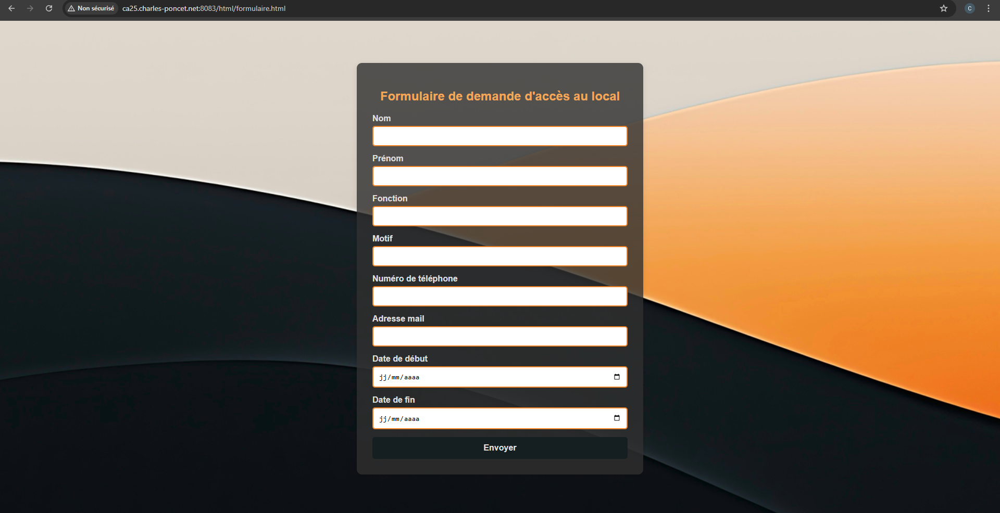 Non sécurisé ca25.charles-poncet.net:8083/html/formulaire.html C
Formulaire de demande d'accès au local
Nom
Prénom
Fonction
Motif
Numéro de téléphone
Adresse mail
Date de début
jj/mm/aaaa
Date de fin
jj/mm/aaaa
Envoyer